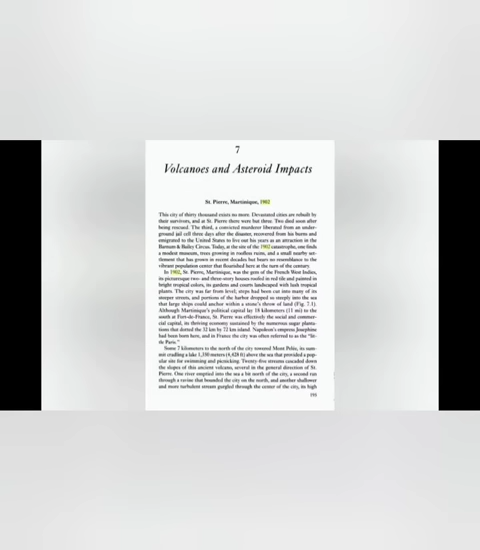 7
Volcanoes and Asteroid Impacts
St. Pierre, Martinique, 1902
This city of thirty thousand exists no more. Devastated cities are rebuilt by
their survivors, and at St. Pierre there were but three. Two died soon after
being rescued. The third, a convicted murderer liberated from an under-
ground jail cell three days after the disaster, recovered from his burns and
emigrated to the United States to live out his years as an attraction in the
Barnum & Bailey Circus. Today, at the site of the 1902 catastrophe, one finds
a modest museum, trees growing in roofless ruins, and a small nearby set-
tlement that has grown in recent decades but bears no resemblance to the
vibrant population center that flourished here at the turn of the century.
In 1902, St. Pierre, Martinique, was the gem of the French West Indies,
its picturesque two- and three-story houses roofed in red tile and painted in
bright tropical colors, its gardens and courts landscaped with lush tropical
plants. The city was far from level; steps had been cut into many of its
steeper streets, and portions of the harbor dropped so steeply into the sea
that large ships could anchor within a stone's throw of land (Fig. 7.1).
Although Martinique's political capital lay 18 kilometers (11 mi) to the
south at Fort-de-France, St. Pierre was effectively the social and commer-
cial capital, its thriving economy sustained by the numerous sugar planta-
tions that dotted the 32 km by 72 km island. Napoleon's empress Josephine
had been born here, and in France the city was often referred to as the "lit-
tle Paris."
Some 7 kilometers to the north of the city towered Mont Pelée, its sum-
mit cradling a lake 1,350 meters (4,428 ft) above the sea that provided a pop-
ular site for swimming and picnicking. Twenty-five streams cascaded down
the slopes of this ancient volcano, several in the general direction of St.
Pierre. One river emptied into the sea a bit north of the city, a second ran
through a ravine that bounded the city on the north, and another shallower
and more turbulent stream gurgled through the center of the city, its high